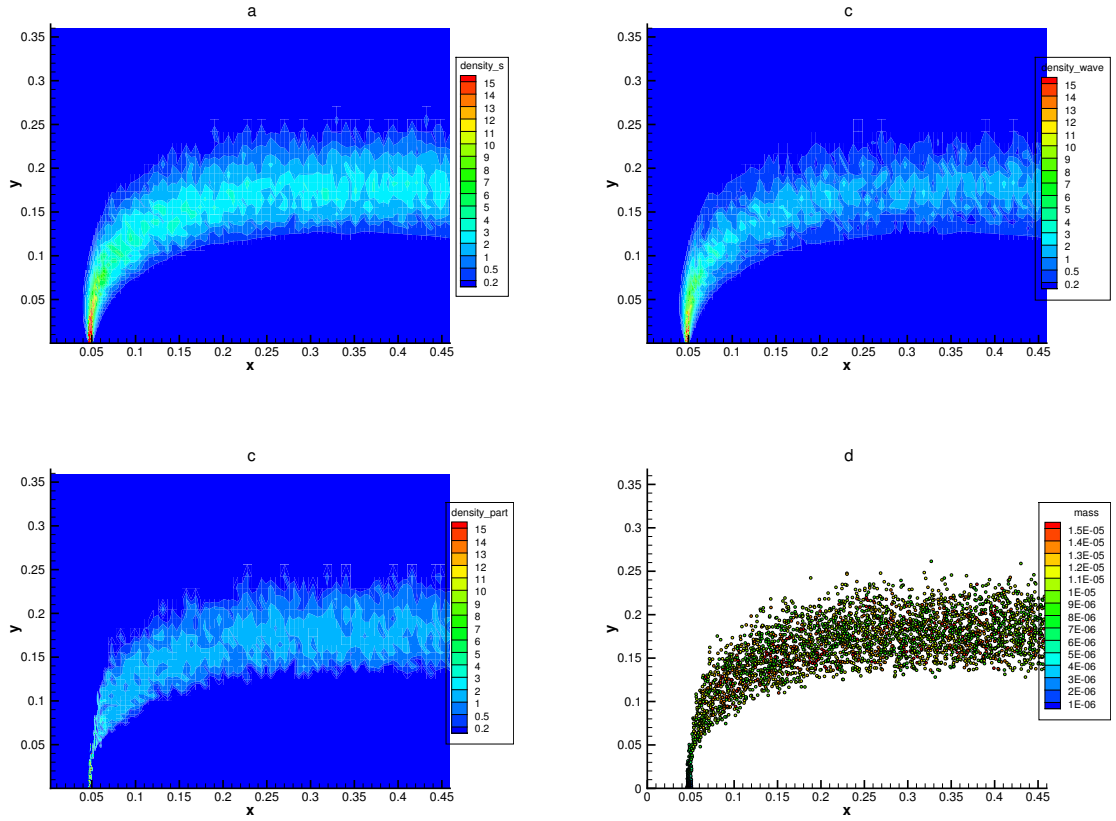 a
y
0.35
0.3
0.25
0.2
0.15
0.1
0.05
0.05 0.1 0.15 0.2 0.25 0.3 0.35 0.4 0.45
x
density_s
15
14
13
12
10
9
8
7
6
5
4
3
2
1
0.5
0.2
c
y
0.35
0.3
0.25
0.2
0.15
0.1
0.05
0.05 0.1 0.15 0.2 0.25 0.3 0.35 0.4 0.45
x
density_wave
15
14
13
12
11
10
9
8
7
6
5
4
3
2
1
0.5
0.2
c
y
0.35
0.3
0.25
0.2
0.15
0.1
0.05
0.05 0.1 0.15 0.2 0.25 0.3 0.35 0.4 0.45
x
density_part
15
14
13
12
11
10
9
8
7
6
5
4
3
2
1
0.5
0.2
d
y
0.35
0.3
0.25
0.2
0.15
0.1
0.05
0
0 0.05 0.1 0.15 0.2 0.25 0.3 0.35 0.4 0.45
x
mass
1.5E-05
1.4E-05
1.3E-05
1.2E-05
1.1E-05
1E-05
9E-06
8E-06
7E-06
6E-06
5E-06
4E-06
3E-06
2E-06
1E-06